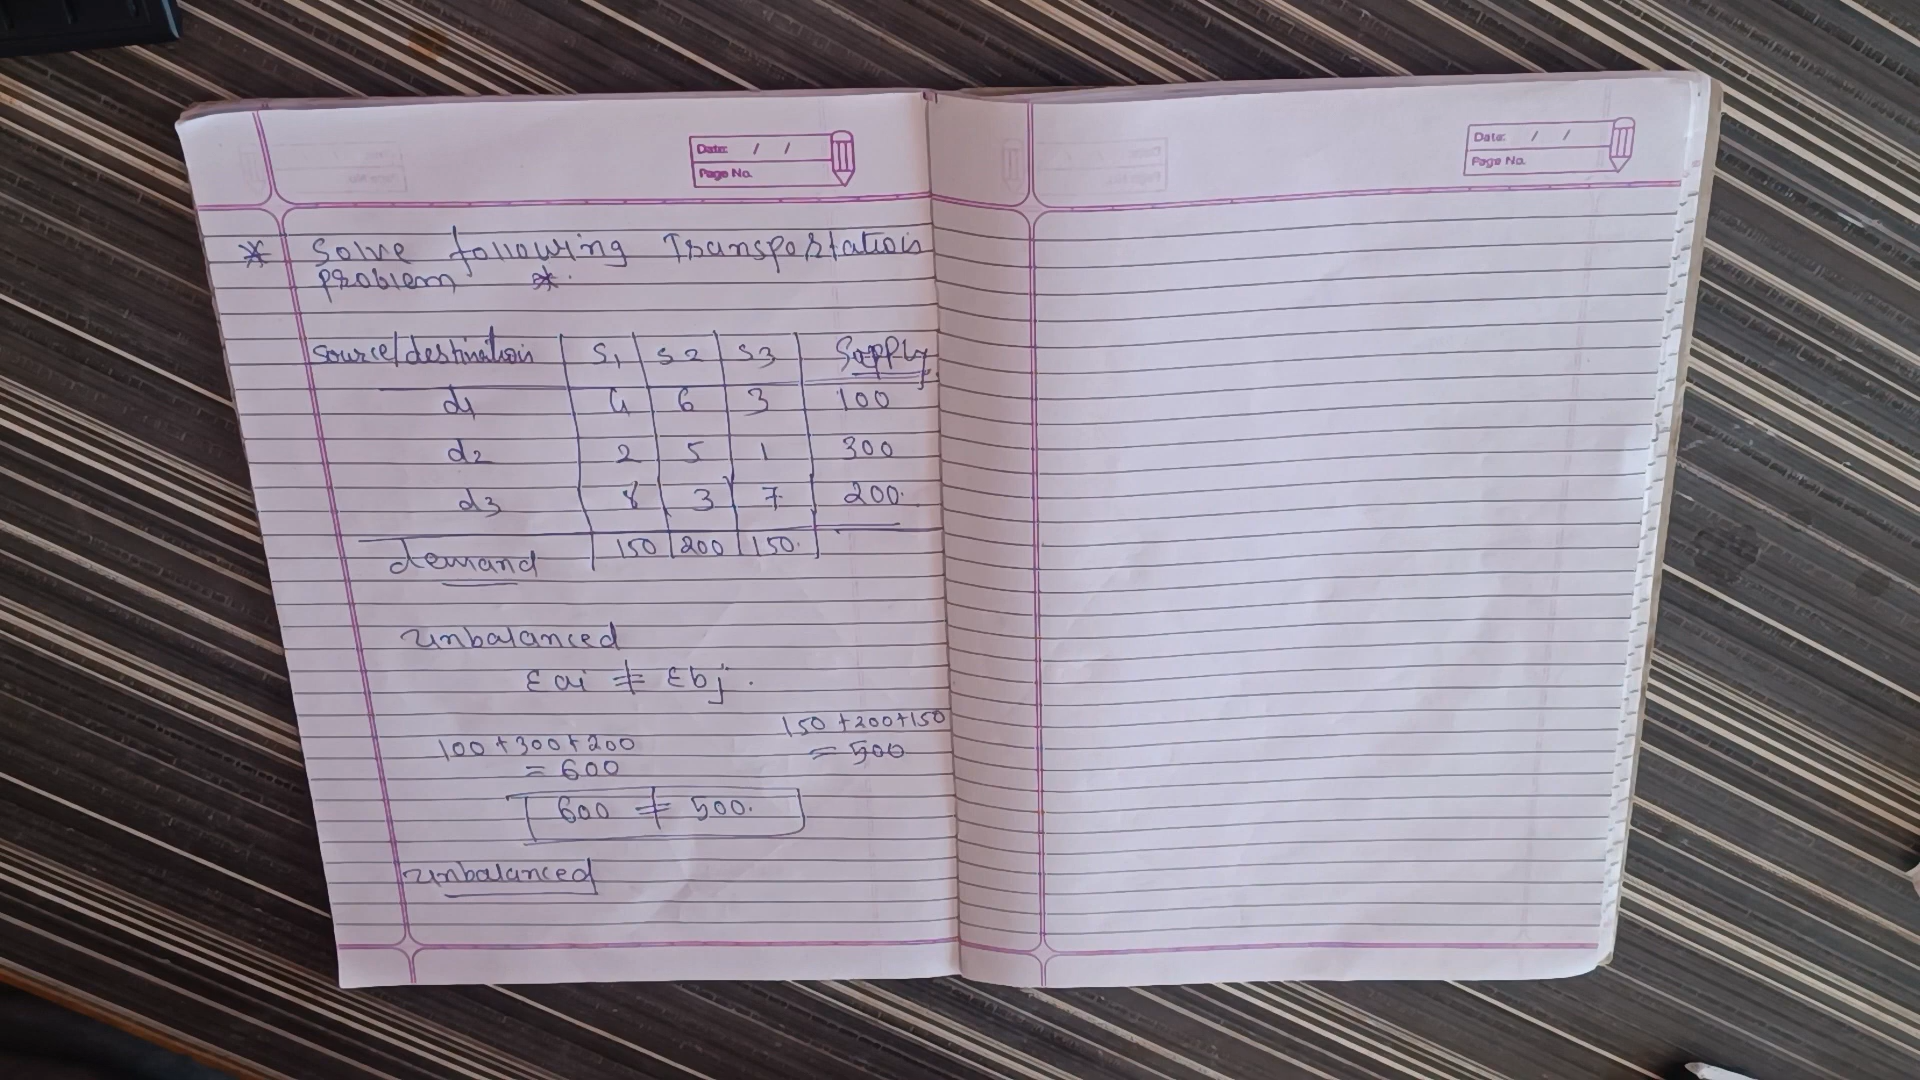 Date: / /
Page No.
Date: / /
Page No.
* Solve following Transportation
problem *.
source/destination S1 S2 S3 Supply
d1 4 6 3 100
d2 2 5 1 300
d3 8 3 7 200.
demand 150 200 150.
unbalanced
Σai ≠ Σbj.
100+300+200
= 600
150+200+150
= 500
600 ≠ 500.
unbalanced